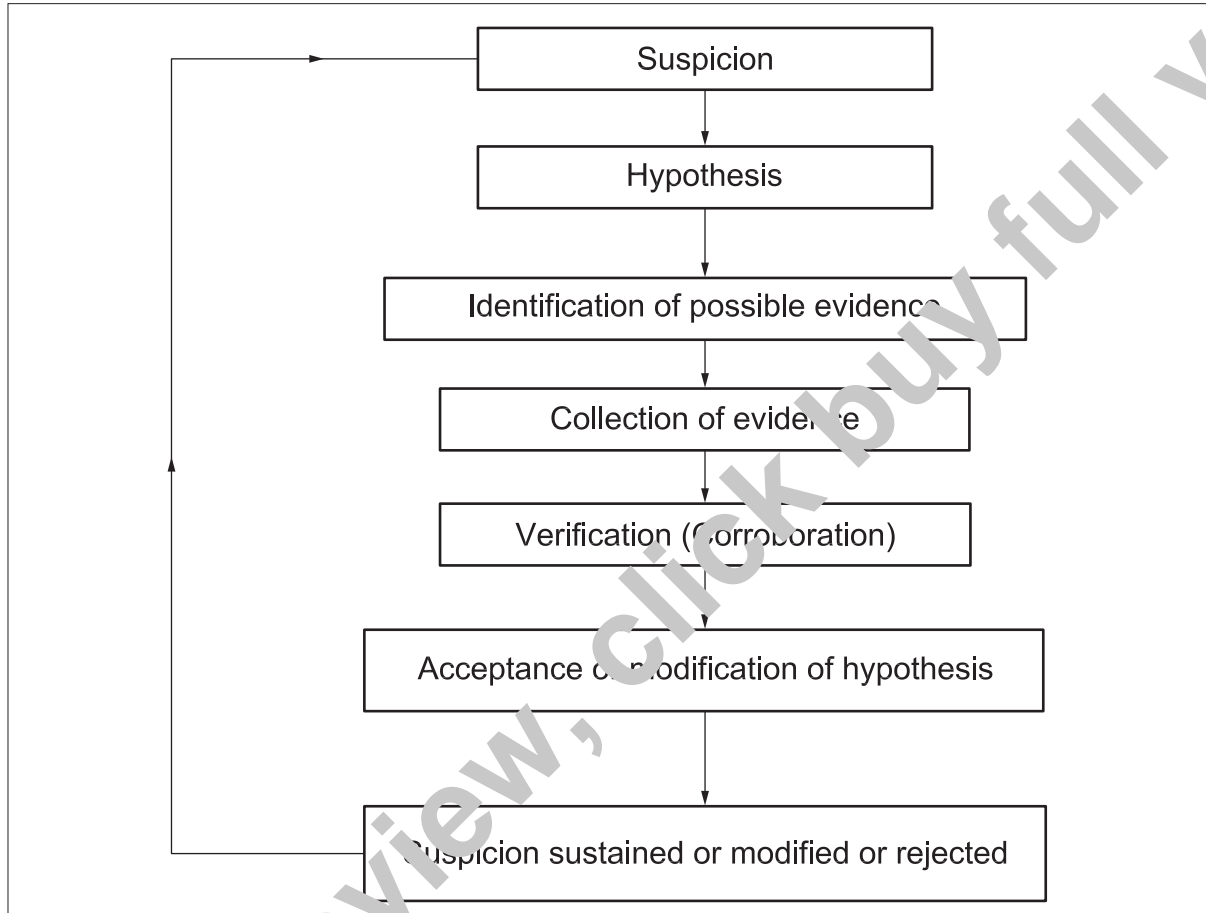 Suspicion
Hypothesis
Identification of possible evidence
Collection of evidence
Verification (Corroboration)
Acceptance or modification of hypothesis
Suspicion sustained or modified or rejected
view, click buy full v